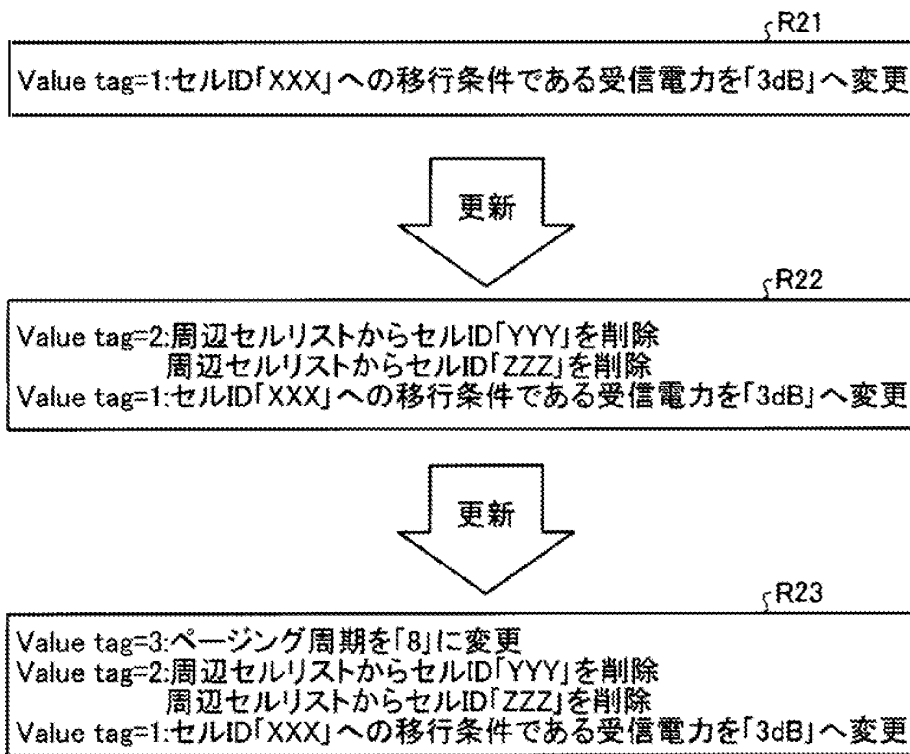 R21
Value tag=1:セルID「XXX」への移行条件である受信電力を「3dB」へ変更
更新
R22
Value tag=2:周辺セルリストからセルID「YYY」を削除
周辺セルリストからセルID「ZZZ」を削除
Value tag=1:セルID「XXX」への移行条件である受信電力を「3dB」へ変更
更新
R23
Value tag=3:ページング周期を「8」に変更
Value tag=2:周辺セルリストからセルID「YYY」を削除
周辺セルリストからセルID「ZZZ」を削除
Value tag=1:セルID「XXX」への移行条件である受信電力を「3dB」へ変更